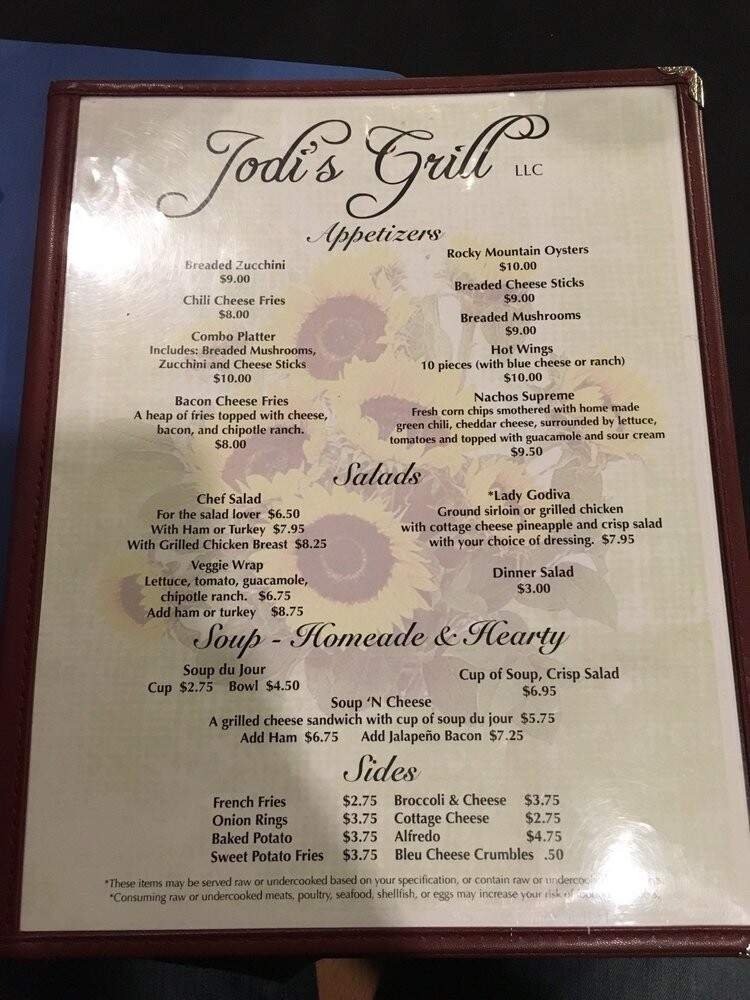 Jodi's Grill LLC
Appetizers
Breaded Zucchini
$9.00
Chili Cheese Fries
$8.00
Combo Platter
Includes: Breaded Mushrooms,
Zucchini and Cheese Sticks
$10.00
Bacon Cheese Fries
A heap of fries topped with cheese,
bacon, and chipotle ranch.
$8.00
Rocky Mountain Oysters
$10.00
Breaded Cheese Sticks
$9.00
Breaded Mushrooms
$9.00
Hot Wings
10 pieces (with blue cheese or ranch)
$10.00
Nachos Supreme
Fresh corn chips smothered with home made
green chili, cheddar cheese, surrounded by lettuce,
tomatoes and topped with guacamole and sour cream
$9.50
Salads
Chef Salad
For the salad lover $6.50
With Ham or Turkey $7.95
With Grilled Chicken Breast $8.25
Veggie Wrap
Lettuce, tomato, guacamole,
chipotle ranch. $6.75
Add ham or turkey $8.75
*Lady Godiva
Ground sirloin or grilled chicken
with cottage cheese pineapple and crisp salad
with your choice of dressing. $7.95
Dinner Salad
$3.00
Soup - Homeade & Hearty
Soup du Jour
Cup $2.75 Bowl $4.50
Cup of Soup, Crisp Salad
$6.95
Soup 'N Cheese
A grilled cheese sandwich with cup of soup du jour $5.75
Add Ham $6.75 Add Jalapeño Bacon $7.25
Sides
French Fries $2.75 Broccoli & Cheese $3.75
Onion Rings $3.75 Cottage Cheese $2.75
Baked Potato $3.75 Alfredo $4.75
Sweet Potato Fries $3.75 Bleu Cheese Crumbles .50
*These items may be served raw or undercooked based on your specification, or contain raw or
*Consuming raw or undercooked meats, poultry, seafood, shellfish, or eggs may increase your risk of